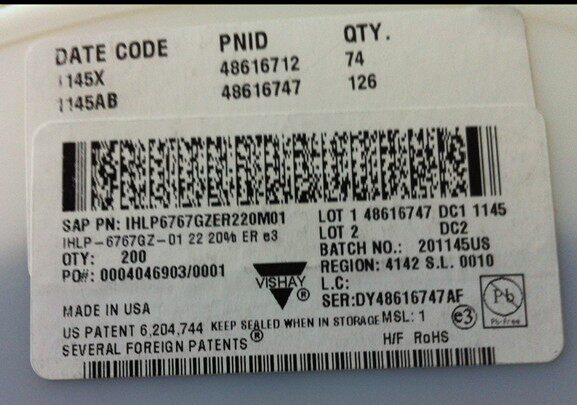 DATE CODE PNID QTY.
1145X 48616712 74
1145AB 48616747 126
SAP PN: IHLP6767GZER220M01
IHLP-6767GZ-01 22 20% ER e3
QTY: 200
PO#: 0004046903/0001
LOT 1 48616747 DC1 1145
LOT 2 DC2
BATCH NO.: 201145US
REGION: 4142 S.L. 0010
L.C:
SER:DY48616747AF
VISHAY ®
MADE IN USA
US PATENT 6,204,744 KEEP SEALED WHEN IN STORAGE MSL: 1 e3
SEVERAL FOREIGN PATENTS® H/F RoHS
Pb
Pb-Free